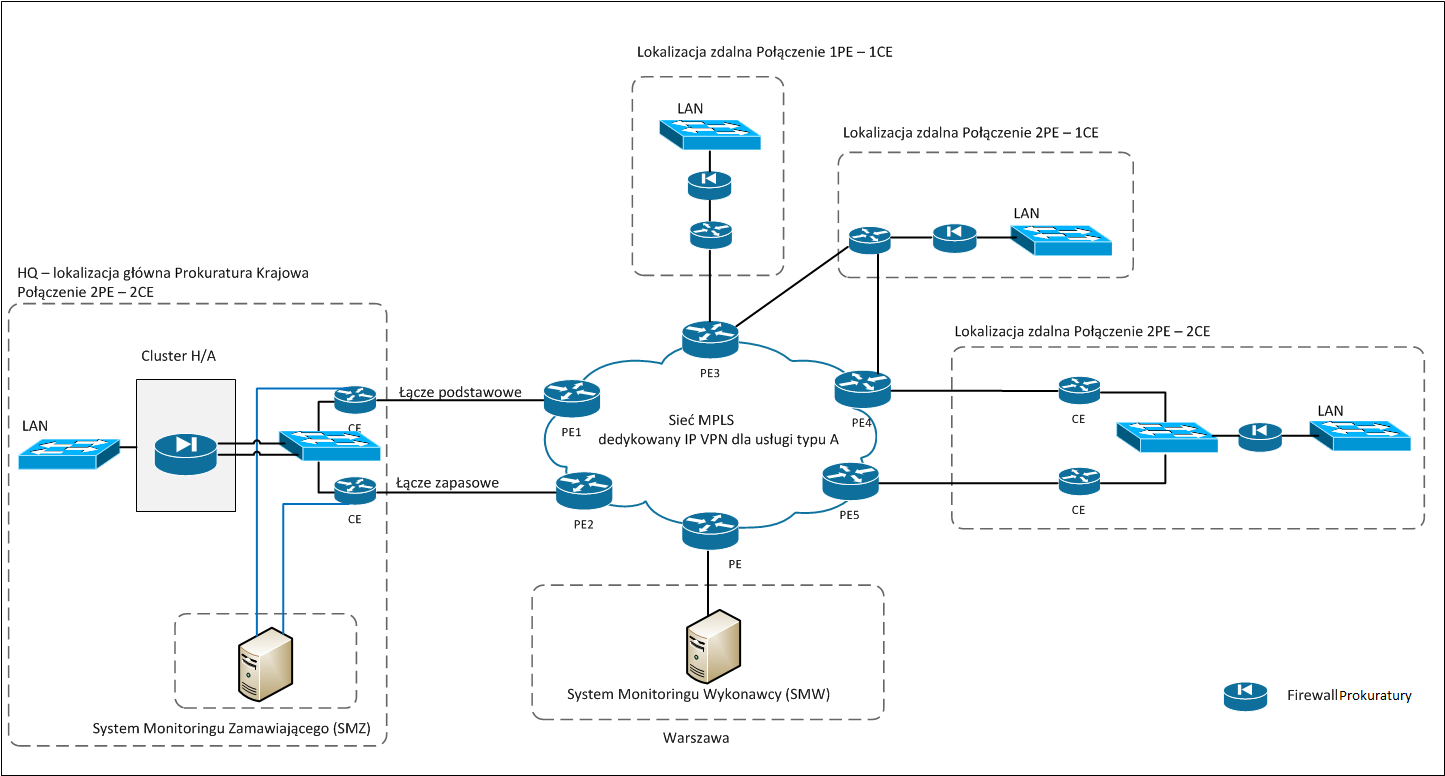 Lokalizacja zdalna Połączenie 1PE – 1CE
LAN
Lokalizacja zdalna Połączenie 2PE – 1CE
LAN
HQ – lokalizacja główna Prokuratura Krajowa
Połączenie 2PE – 2CE
Cluster H/A
LAN
CE
CE
Łącze podstawowe
Łącze zapasowe
PE1
PE2
PE3
PE4
PE5
PE
Sieć MPLS
dedykowany IP VPN dla usługi typu A
Lokalizacja zdalna Połączenie 2PE – 2CE
CE
CE
LAN
System Monitoringu Zamawiającego (SMZ)
System Monitoringu Wykonawcy (SMW)
Warszawa
Firewall Prokuratury